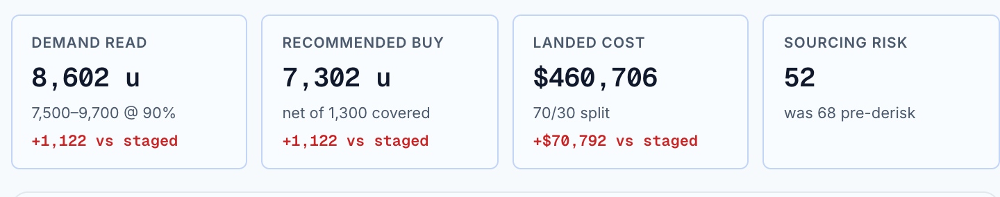 DEMAND READ
8,602 u
7,500–9,700 @ 90%
+1,122 vs staged
RECOMMENDED BUY
7,302 u
net of 1,300 covered
+1,122 vs staged
LANDED COST
$460,706
70/30 split
+$70,792 vs staged
SOURCING RISK
52
was 68 pre-derisk